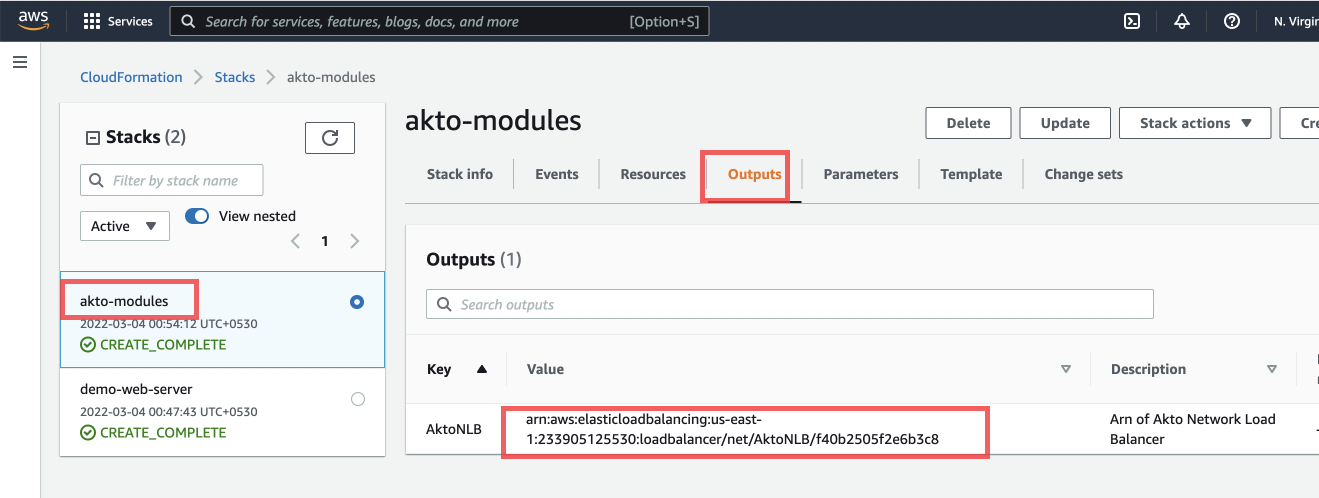 aws
Services
Search for services, features, blogs, docs, and more [Option+S]
CloudFormation > Stacks > akto-modules
Stacks (2)
Filter by stack name
Active
View nested
1
akto-modules
2022-03-04 00:54:12 UTC+0530
CREATE_COMPLETE
demo-web-server
2022-03-04 00:47:43 UTC+0530
CREATE_COMPLETE
akto-modules
Delete Update Stack actions
Stack info Events Resources Outputs Parameters Template Change sets
Outputs (1)
Search outputs
Key Value Description
AktoNLB
arn:aws:elasticloadbalancing:us-east-
1:233905125530:loadbalancer/net/AktoNLB/f40b2505f2e6b3c8
Arn of Akto Network Load
Balancer